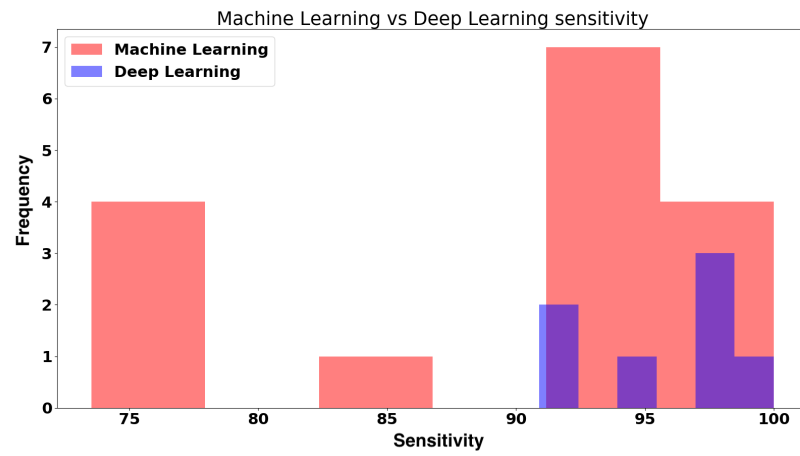 Machine Learning vs Deep Learning sensitivity
Machine Learning
Deep Learning
Frequency
7
6
5
4
3
2
1
0
75 80 85 90 95 100
Sensitivity